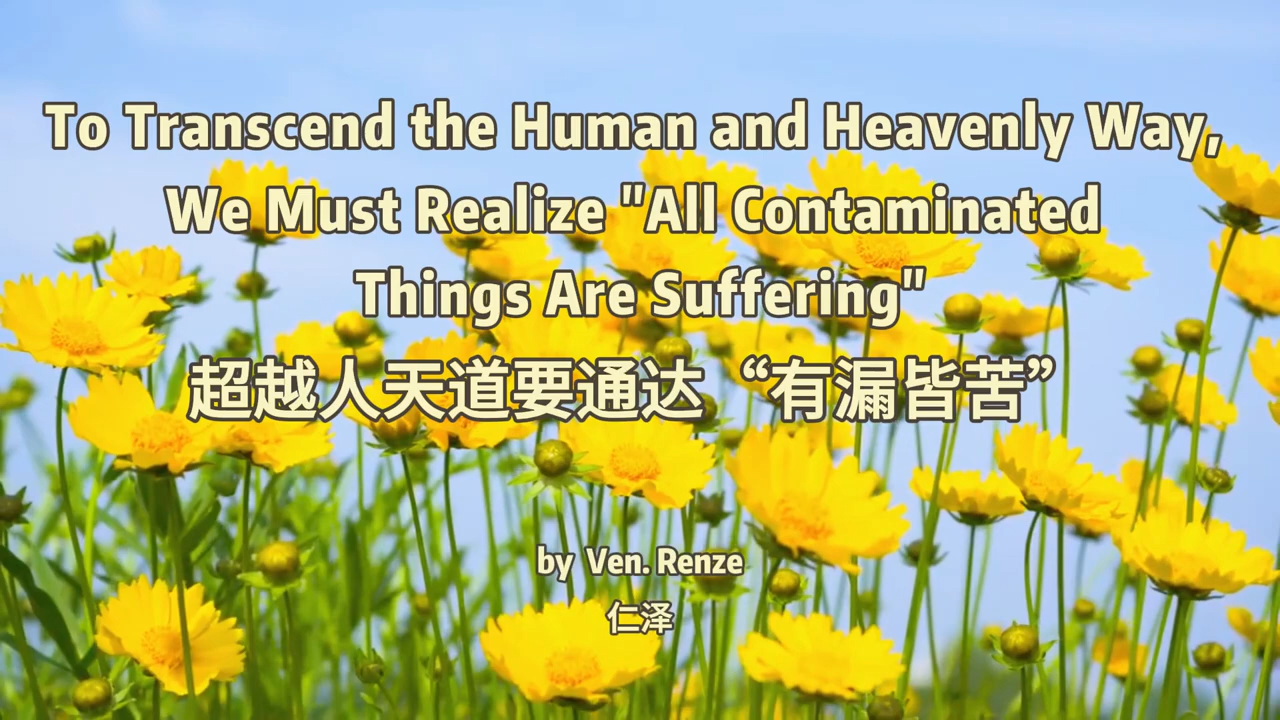 To Transcend the Human and Heavenly Way,
We Must Realize "All Contaminated
Things Are Suffering"
超越人天道要通达“有漏皆苦”
by Ven. Renze
仁泽